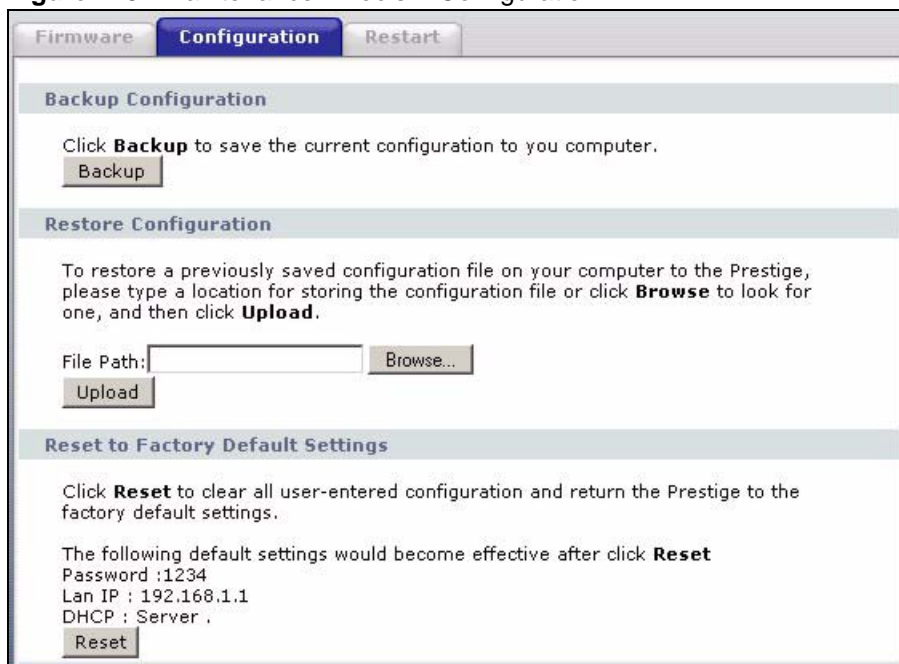 Firmware Configuration Restart
Backup Configuration
Click Backup to save the current configuration to you computer.
Backup
Restore Configuration
To restore a previously saved configuration file on your computer to the Prestige,
please type a location for storing the configuration file or click Browse to look for
one, and then click Upload.
File Path: Browse...
Upload
Reset to Factory Default Settings
Click Reset to clear all user-entered configuration and return the Prestige to the
factory default settings.
The following default settings would become effective after click Reset
Password :1234
Lan IP : 192.168.1.1
DHCP : Server .
Reset